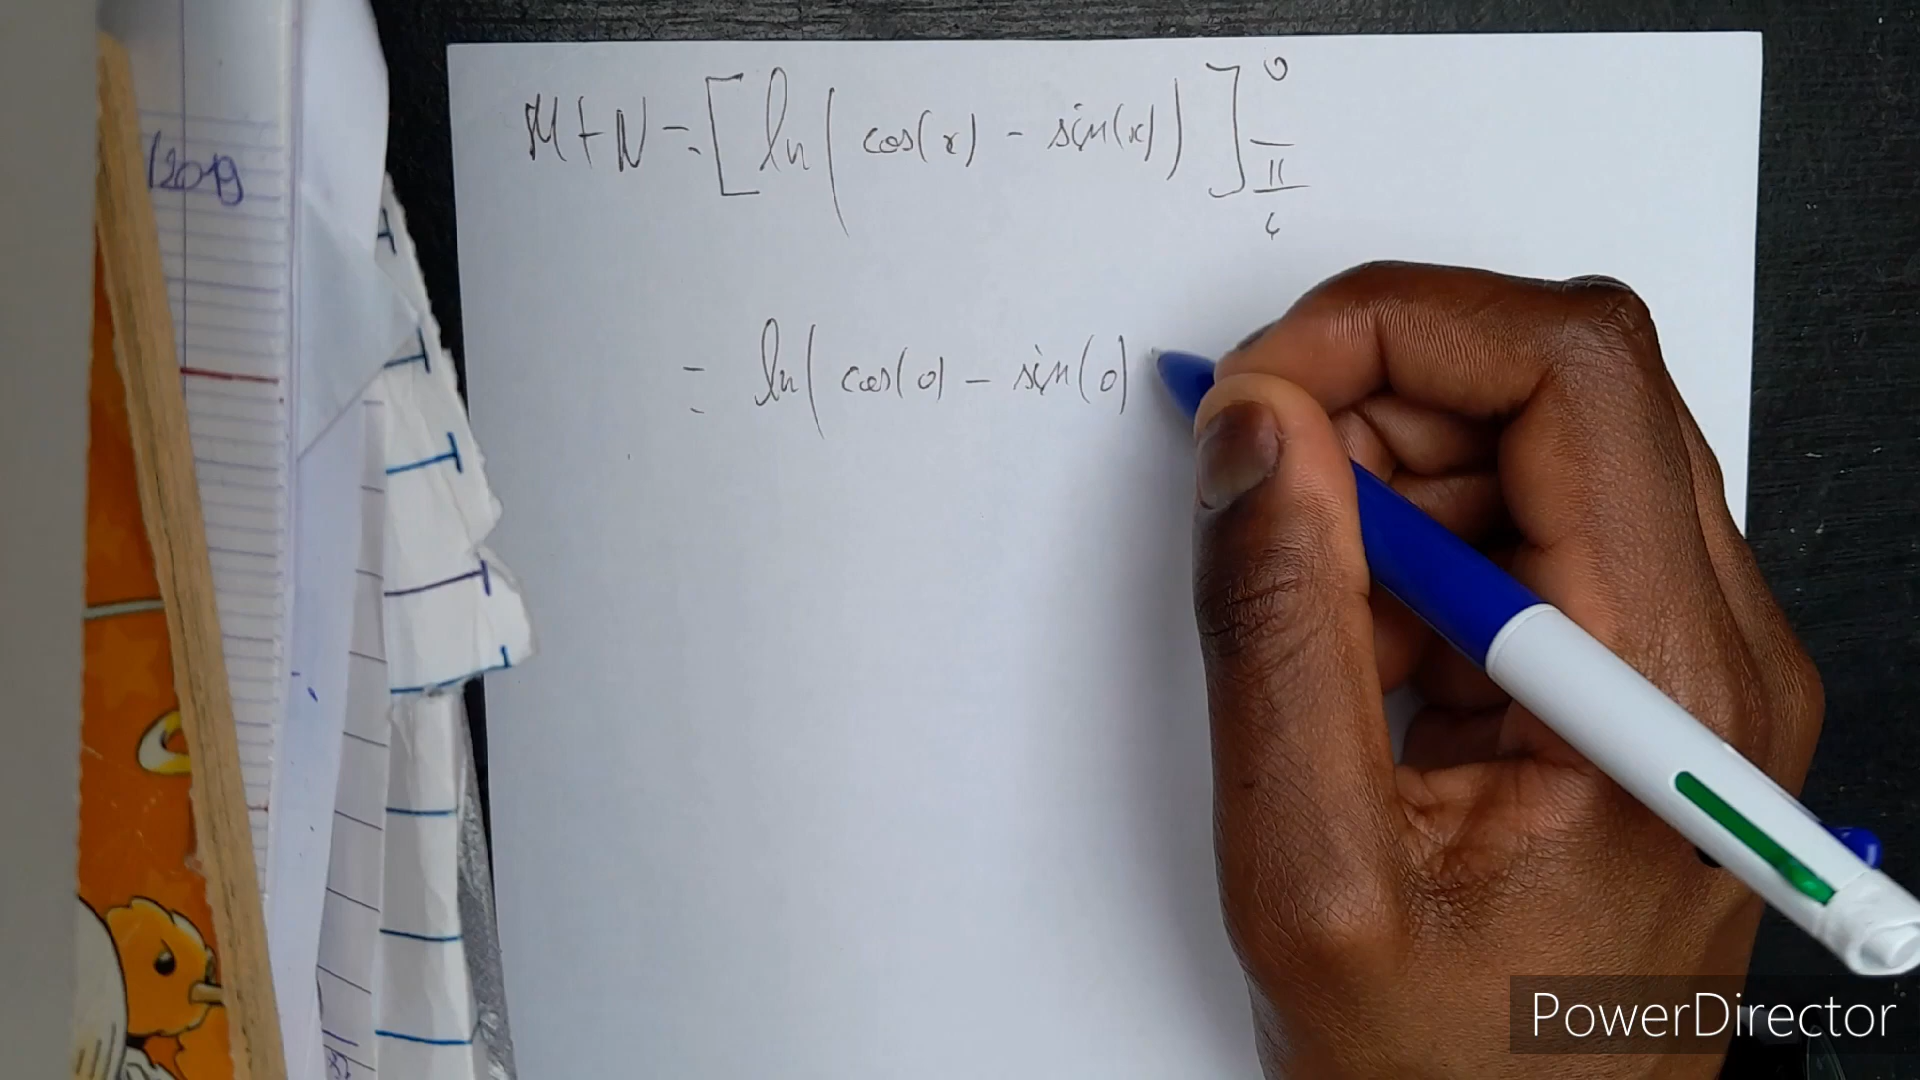 M+N = [ln(cos(x) - sin(x))]
0
-π/4
= ln(cos(0) - sin(0)
/2019
PowerDirector